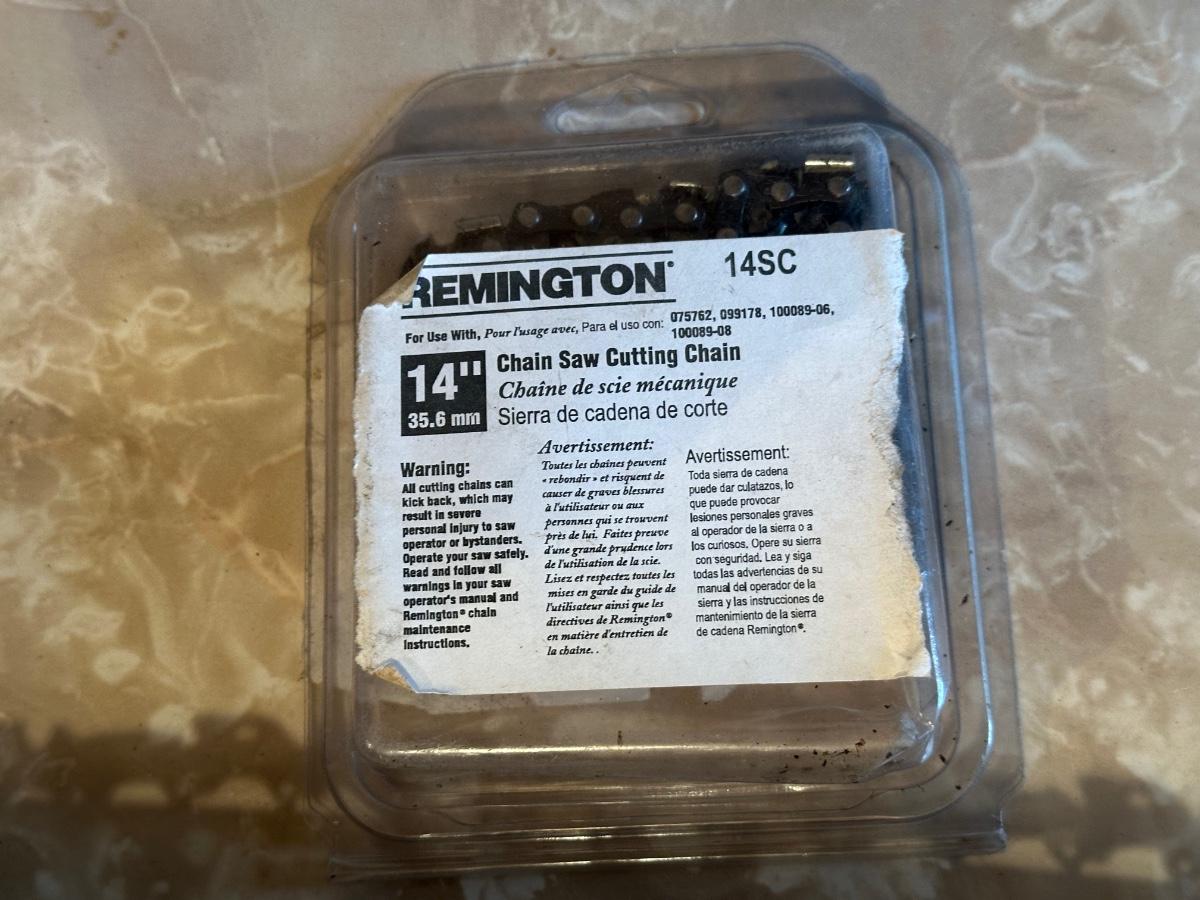 REMINGTON®
14SC
For Use With, Pour l'usage avec, Para el uso con: 075762, 099178, 100089-06,
100089-08
14"
35.6 mm
Chain Saw Cutting Chain
Chaîne de scie mécanique
Sierra de cadena de corte
Warning:
All cutting chains can
kick back, which may
result in severe
personal injury to saw
operator or bystanders.
Operate your saw safely.
Read and follow all
warnings in your saw
operator's manual and
Remington® chain
maintenance
instructions.
Avertissement:
Toutes les chaînes peuvent
« rebondir » et risquent de
causer de graves blessures
à l'utilisateur ou aux
personnes qui se trouvent
près de lui. Faites preuve
d'une grande prudence lors
de l'utilisation de la scie.
Lisez et respectez toutes les
mises en garde du guide de
l'utilisateur ainsi que les
directives de Remington®
en matière d'entretien de
la chaîne. .
Avertissement:
Toda sierra de cadena
puede dar culatazos, lo
que puede provocar
lesiones personales graves
al operador de la sierra o a
los curiosos. Opere su sierra
con seguridad. Lea y siga
todas las advertencias de su
manual del operador de la
sierra y las instrucciones de
mantenimiento de la sierra
de cadena Remington®.